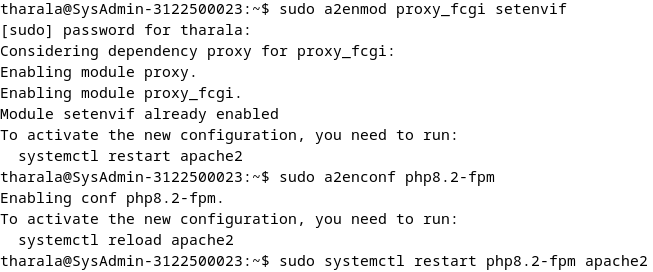 tharala@SysAdmin-3122500023:~$ sudo a2enmod proxy_fcgi setenvif
[sudo] password for tharala:
Considering dependency proxy for proxy_fcgi:
Enabling module proxy.
Enabling module proxy_fcgi.
Module setenvif already enabled
To activate the new configuration, you need to run:
  systemctl restart apache2
tharala@SysAdmin-3122500023:~$ sudo a2enconf php8.2-fpm
Enabling conf php8.2-fpm.
To activate the new configuration, you need to run:
  systemctl reload apache2
tharala@SysAdmin-3122500023:~$ sudo systemctl restart php8.2-fpm apache2